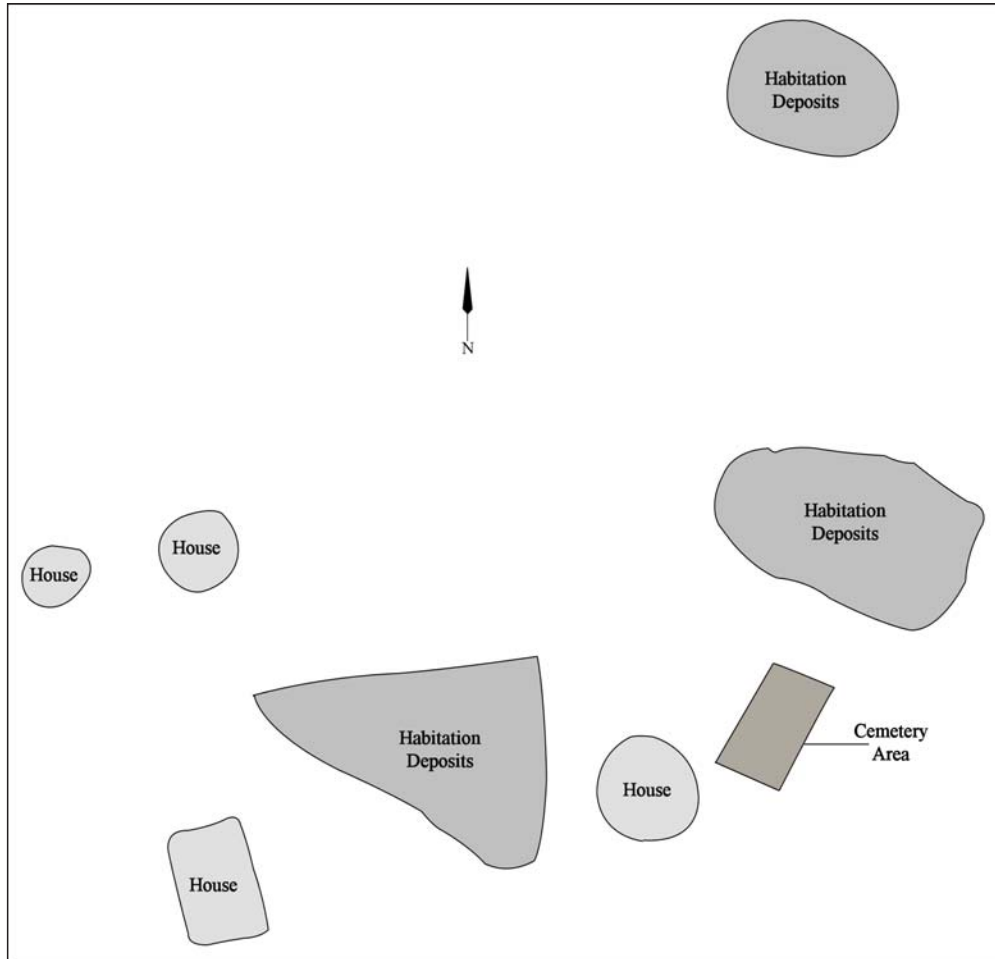 Habitation
Deposits
N
Habitation
Deposits
House
House
Habitation
Deposits
Cemetery
Area
House
House